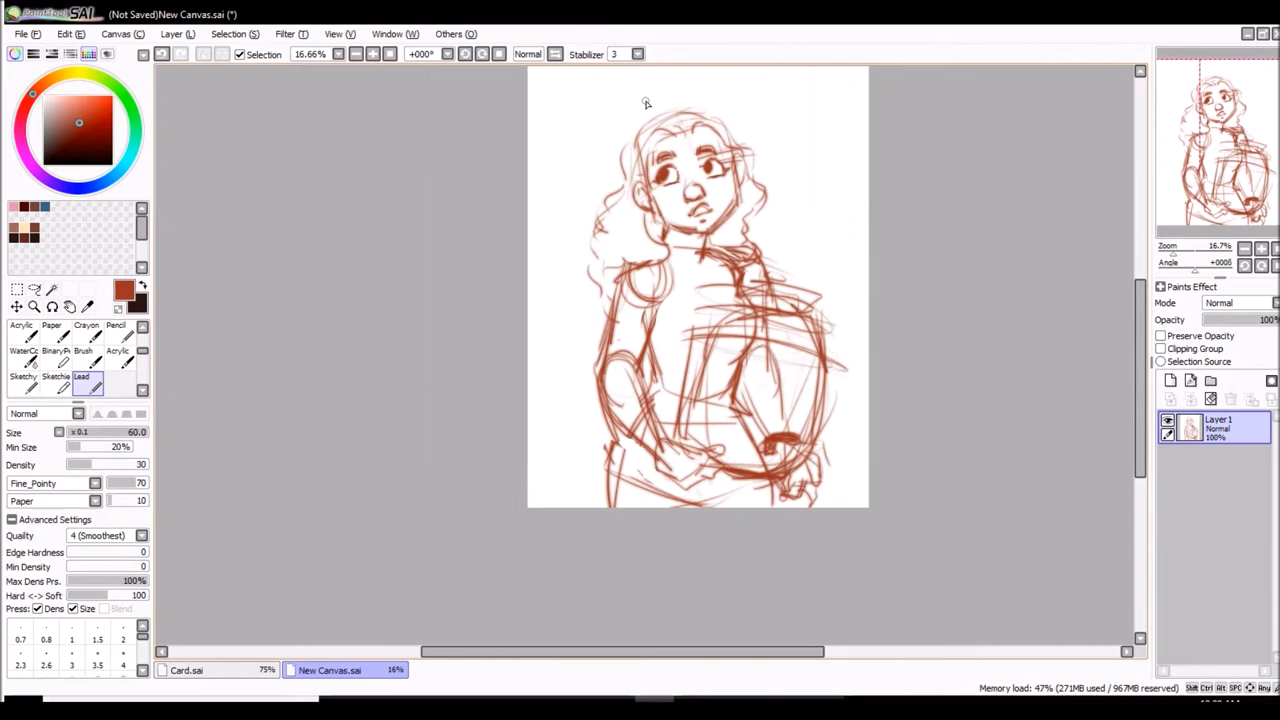 PaintTool SAI (Not Saved)New Canvas.sai (*)
File (F) Edit (E) Canvas (C) Layer (L) Selection (S) Filter (T) View (V) Window (W) Others (O)
Selection 16.66% +000° Normal Stabilizer 3
Zoom 16.7%
Angle
Paints Effect
Mode Normal
Opacity 100%
Preserve Opacity
Clipping Group
Selection Source
Layer1
Normal
100%
Acrylic Paper Crayon Pencil
WaterCo BinaryPe Brush Acrylic
Sketchy Sketchie Lead
Normal
Size x 0.1 60.0
Min Size 20%
Density 30
Fine_Pointy 70
Paper 10
Advanced Settings
Quality 4 (Smoothest)
Edge Hardness 0
Min Density 0
Max Dens Prs. 100%
Hard <-> Soft 100
Press: Dens Size Blend
0.7 0.8 1 1.5 2
2.3 2.6 3 3.5 4
Card.sai 75% New Canvas.sai 16%
Memory load: 47% (271MB used / 967MB reserved) Shift Ctrl Alt SPC Any